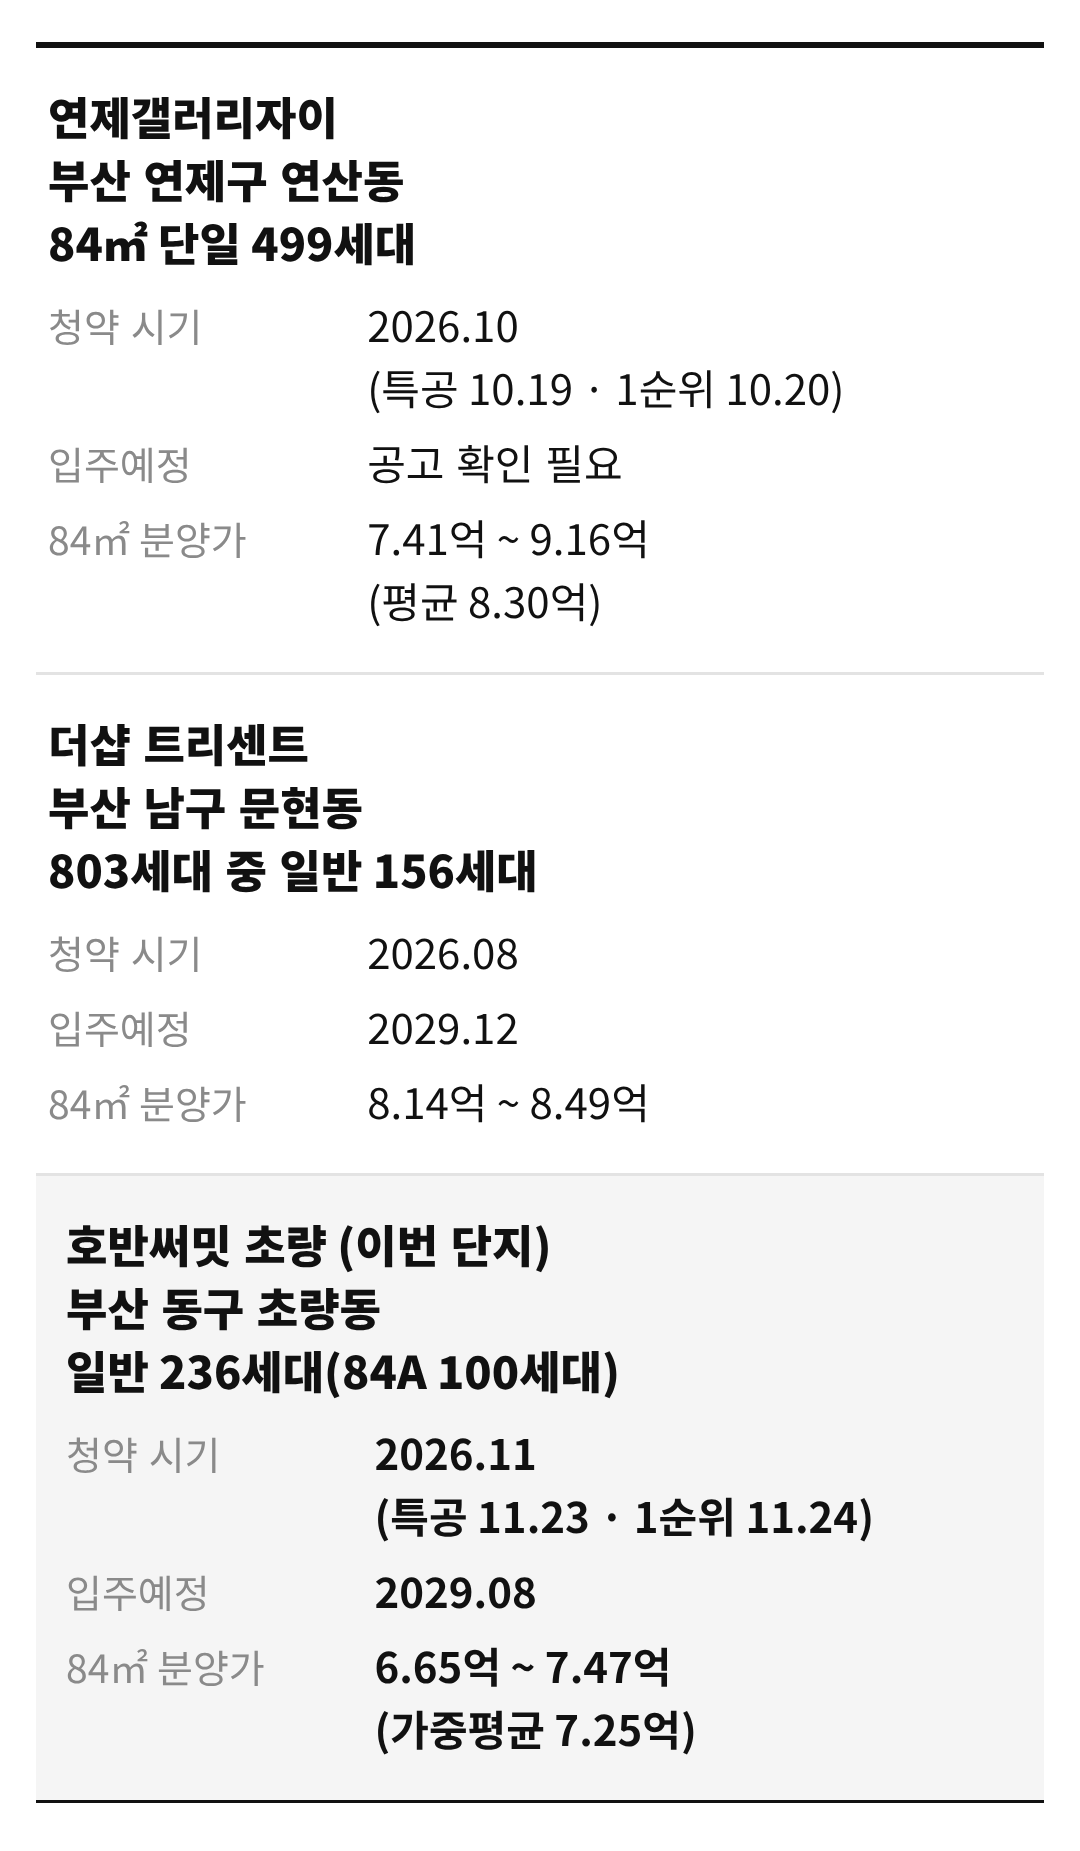 연제갤러리자이
부산 연제구 연산동
84㎡ 단일 499세대
청약 시기 2026.10
(특공 10.19 · 1순위 10.20)
입주예정 공고 확인 필요
84㎡ 분양가 7.41억 ~ 9.16억
(평균 8.30억)
더샵 트리센트
부산 남구 문현동
803세대 중 일반 156세대
청약 시기 2026.08
입주예정 2029.12
84㎡ 분양가 8.14억 ~ 8.49억
호반써밋 초량 (이번 단지)
부산 동구 초량동
일반 236세대(84A 100세대)
청약 시기 2026.11
(특공 11.23 · 1순위 11.24)
입주예정 2029.08
84㎡ 분양가 6.65억 ~ 7.47억
(가중평균 7.25억)